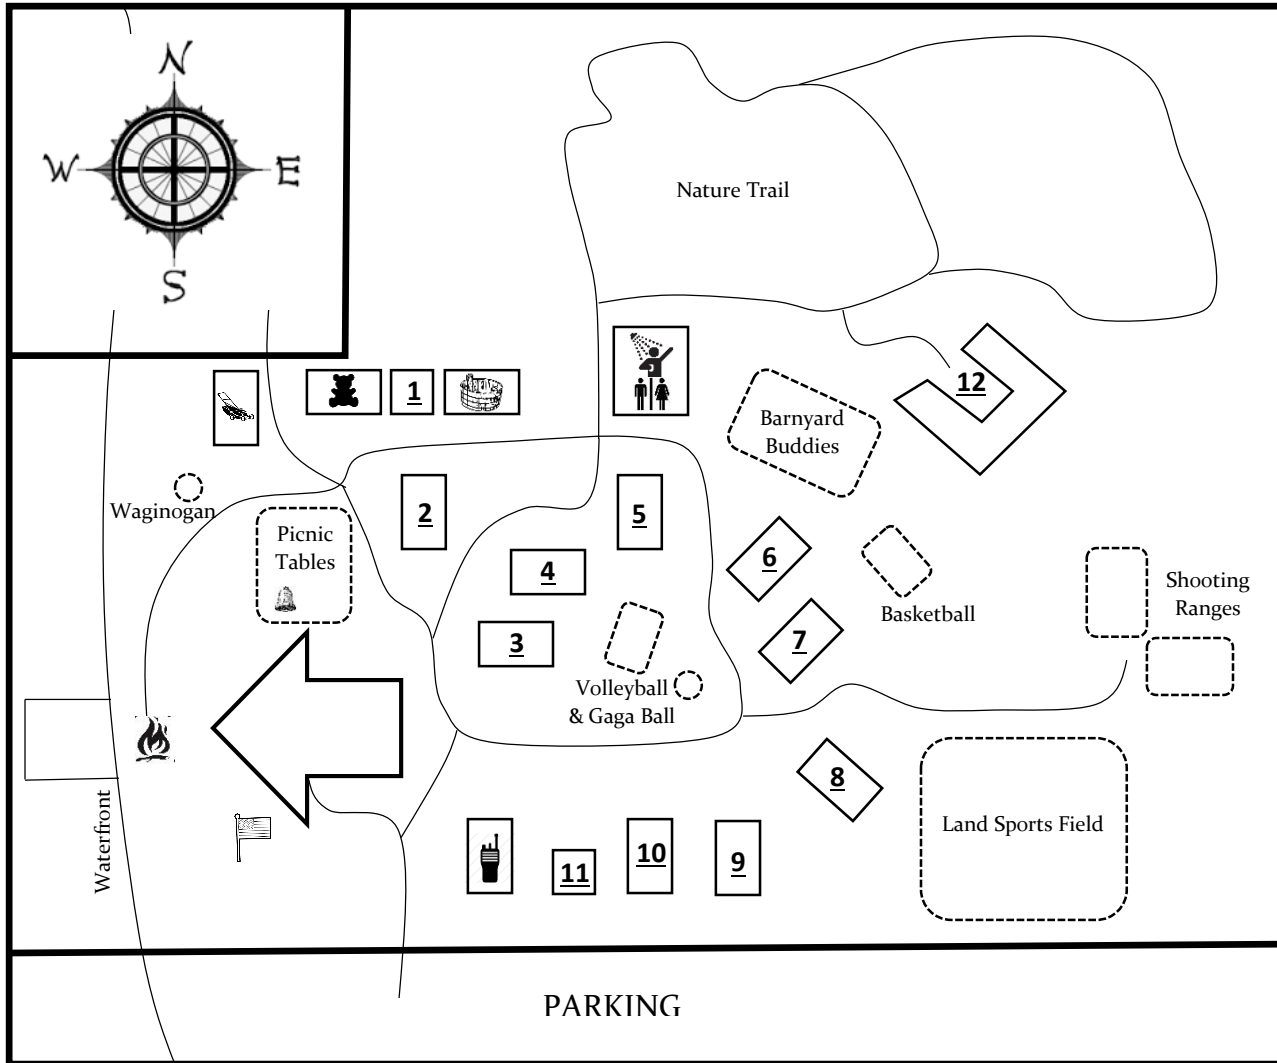 N
W
E
S
Nature Trail
1
12
Barnyard
Buddies
Waginogan
2
5
Picnic
Tables
4
6
Basketball
Shooting
Ranges
3
7
Volleyball
& Gaga Ball
8
Waterfront
Land Sports Field
11
10
9
PARKING